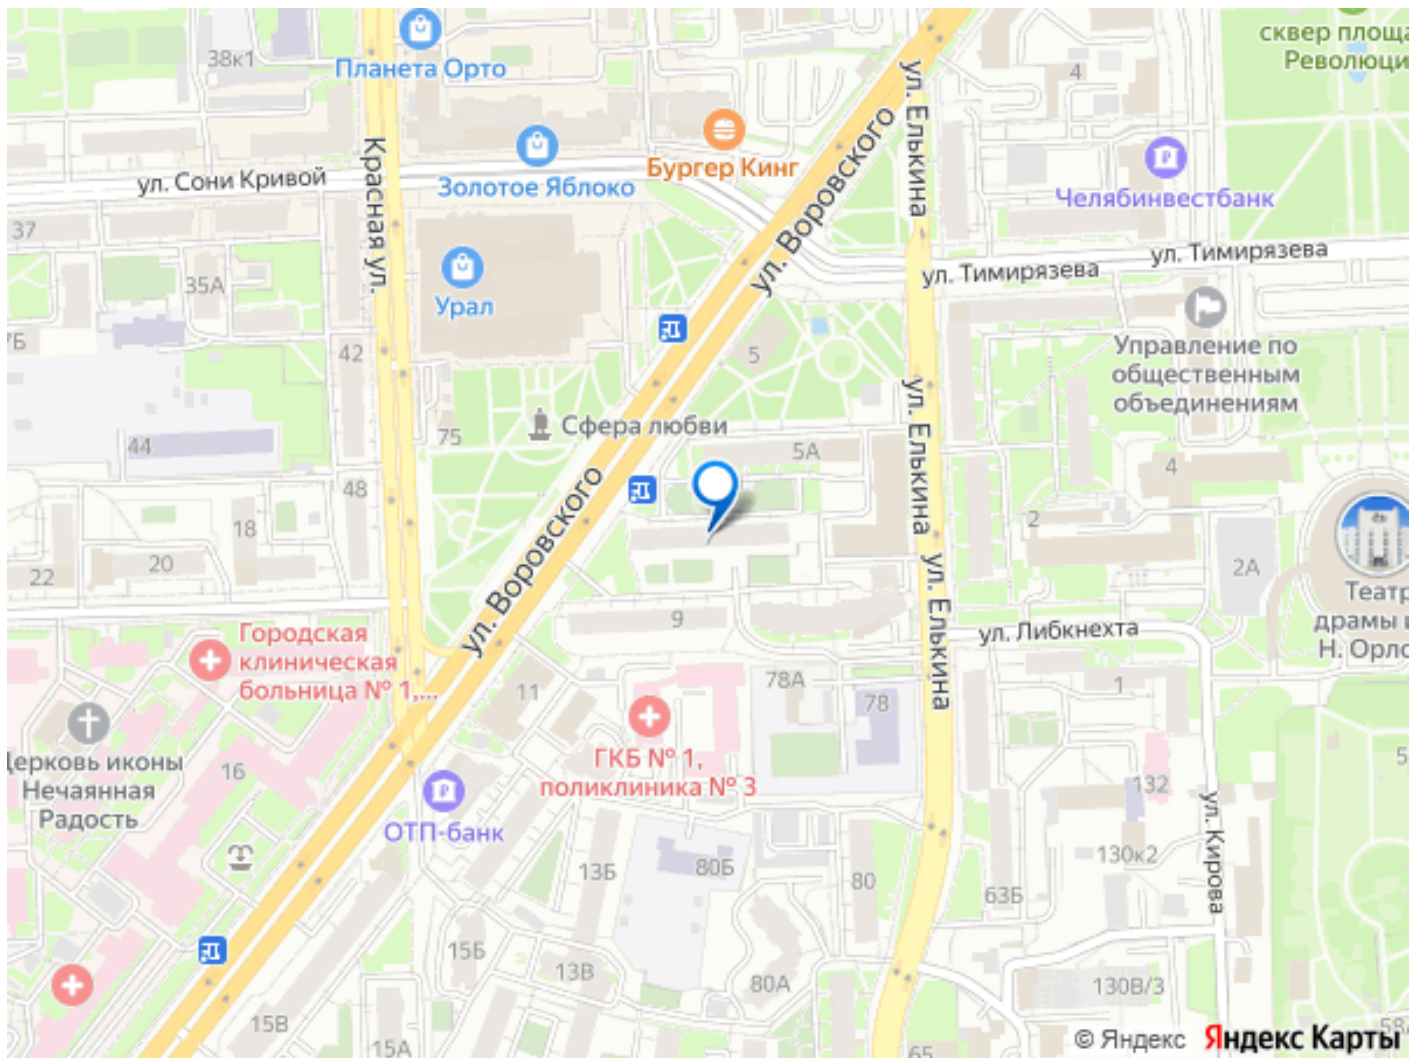 сквер площа
Революци
38к1
Планета Орто
4
ул. Елькина
ул. Воровского
Красная ул.
Бургер Кинг
ул. Сони Кривой
Золотое Яблоко
Челябинвестбанк
37
ул. Воровского
ул. Тимирязева
ул. Тимирязева
35А
Урал
7Б
42
5
Управление по
общественным
объединениям
ул. Елькина
75
Сфера любви
44
5А
4
48
18
2
ул. Воровского
20
22
2А
ул. Елькина
Театр
драмы и
Н. Орло
9
ул. Либкнехта
Городская
клиническая
больница № 1,...
11
78А
78
1
ГКБ № 1,
поликлиника № 3
Церковь иконы
Нечаянная
Радость
16
132
5
ОТП-банк
ул. Кирова
13Б
80Б
80
130к2
63Б
15Б
13В
80А
130В/3
15В
15А
65
58/
© Яндекс Яндекс Карты